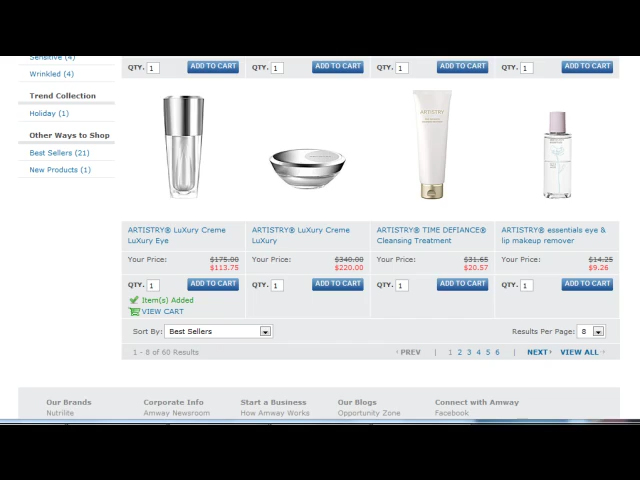 Sensitive (4)
QTY. 1 ADD TO CART QTY. 1 ADD TO CART QTY. 1 ADD TO CART QTY. 1 ADD TO CART
Wrinkled (4)
Trend Collection
Holiday (1)
Other Ways to Shop
Best Sellers (21)
New Products (1)
ARTISTRY
ARTISTRY® LuXury Creme LuXury Eye
ARTISTRY® LuXury Creme LuXury
ARTISTRY® TIME DEFIANCE® Cleansing Treatment
ARTISTRY® essentials eye & lip makeup remover
Your Price: $175.00 Your Price: $340.00 Your Price: $31.65 Your Price: $14.25
$113.75 $220.00 $20.57 $9.26
QTY. 1 ADD TO CART QTY. 1 ADD TO CART QTY. 1 ADD TO CART QTY. 1 ADD TO CART
Item(s) Added
VIEW CART
Sort By: Best Sellers Results Per Page: 8
1 - 8 of 60 Results PREV | 1 2 3 4 5 6 | NEXT VIEW ALL
Our Brands Corporate Info Start a Business Our Blogs Connect with Amway
Nutrilite Amway Newsroom How Amway Works Opportunity Zone Facebook